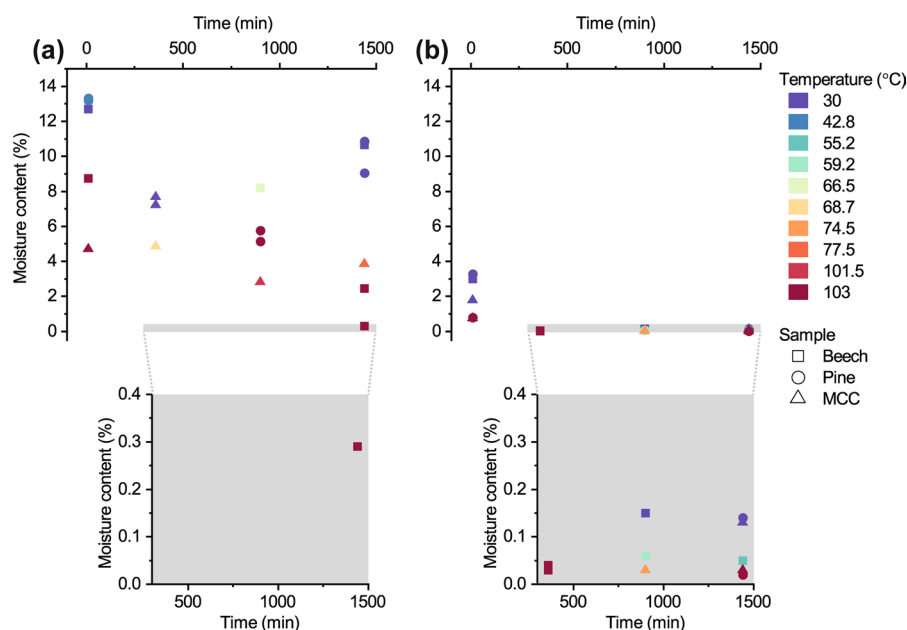 Time (min)
Time (min)
(a)
0 500 1000 1500
(b)
0 500 1000 1500
Moisture content (%)
14
12
10
8
6
4
2
0
Moisture content (%)
14
12
10
8
6
4
2
0
Temperature (°C)
30
42.8
55.2
59.2
66.5
68.7
74.5
77.5
101.5
103
Sample
Beech
Pine
MCC
Moisture content (%)
0.4
0.3
0.2
0.1
0.0
500 1000 1500
Time (min)
Moisture content (%)
0.4
0.3
0.2
0.1
0.0
500 1000 1500
Time (min)